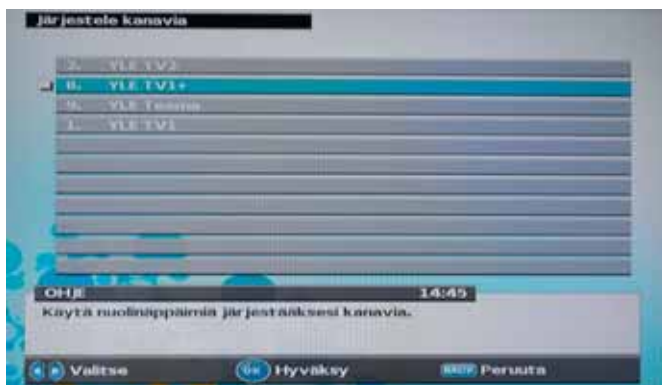 Järjestele kanavia
2. YLE TV2
8. YLE TV1+
9. YLE Teema
1. YLE TV1
OHJE 14:45
Käytä nuolinäppäimiä järjestääksesi kanavia.
Valitse OK Hyväksy BACK Peruuta